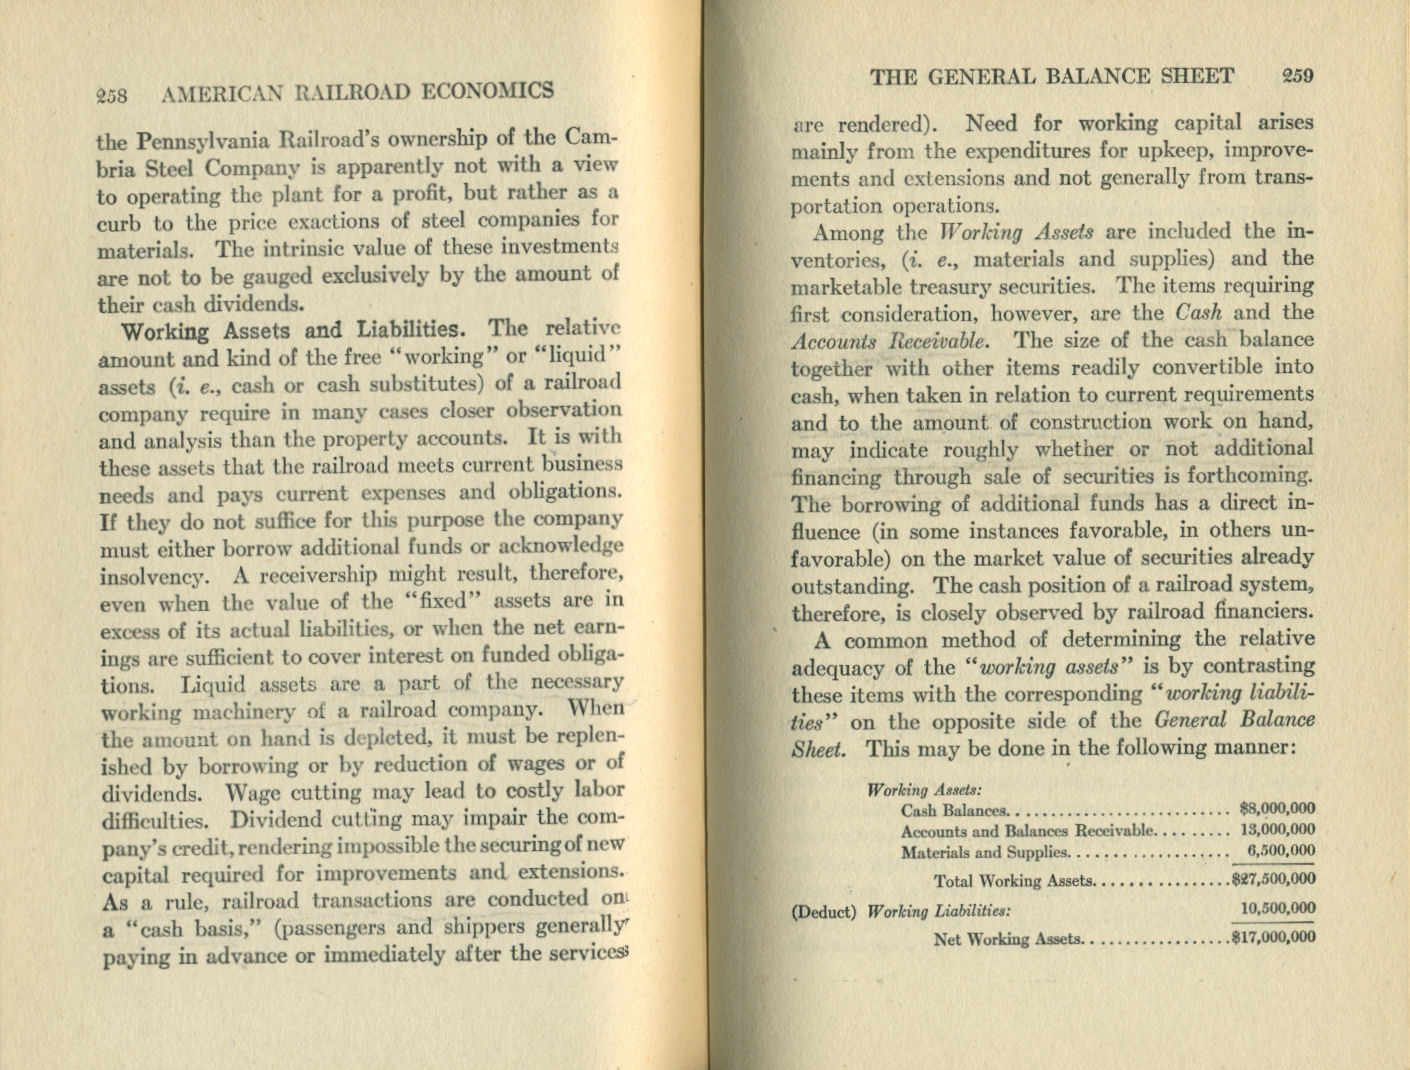 258 AMERICAN RAILROAD ECONOMICS
the Pennsylvania Railroad's ownership of the Cam-
bria Steel Company is apparently not with a view
to operating the plant for a profit, but rather as a
curb to the price exactions of steel companies for
materials. The intrinsic value of these investments
are not to be gauged exclusively by the amount of
their cash dividends.
Working Assets and Liabilities. The relative
amount and kind of the free "working" or "liquid"
assets (i. e., cash or cash substitutes) of a railroad
company require in many cases closer observation
and analysis than the property accounts. It is with
these assets that the railroad meets current business
needs and pays current expenses and obligations.
If they do not suffice for this purpose the company
must either borrow additional funds or acknowledge
insolvency. A receivership might result, therefore,
even when the value of the "fixed" assets are in
excess of its actual liabilities, or when the net earn-
ings are sufficient to cover interest on funded obliga-
tions. Liquid assets are a part of the necessary
working machinery of a railroad company. When
the amount on hand is depleted, it must be replen-
ished by borrowing or by reduction of wages or of
dividends. Wage cutting may lead to costly labor
difficulties. Dividend cutting may impair the com-
pany's credit, rendering impossible the securing of new
capital required for improvements and extensions.
As a rule, railroad transactions are conducted on
a "cash basis," (passengers and shippers generally
paying in advance or immediately after the services
THE GENERAL BALANCE SHEET 259
are rendered). Need for working capital arises
mainly from the expenditures for upkeep, improve-
ments and extensions and not generally from trans-
portation operations.
Among the Working Assets are included the in-
ventories, (i. e., materials and supplies) and the
marketable treasury securities. The items requiring
first consideration, however, are the Cash and the
Accounts Receivable. The size of the cash balance
together with other items readily convertible into
cash, when taken in relation to current requirements
and to the amount of construction work on hand,
may indicate roughly whether or not additional
financing through sale of securities is forthcoming.
The borrowing of additional funds has a direct in-
fluence (in some instances favorable, in others un-
favorable) on the market value of securities already
outstanding. The cash position of a railroad system,
therefore, is closely observed by railroad financiers.
A common method of determining the relative
adequacy of the "working assets" is by contrasting
these items with the corresponding "working liabili-
ties" on the opposite side of the General Balance
Sheet. This may be done in the following manner:
Working Assets:
Cash Balances.......................... $8,000,000
Accounts and Balances Receivable......... 13,000,000
Materials and Supplies................... 6,500,000
Total Working Assets................$27,500,000
(Deduct) Working Liabilities: 10,500,000
Net Working Assets..................$17,000,000